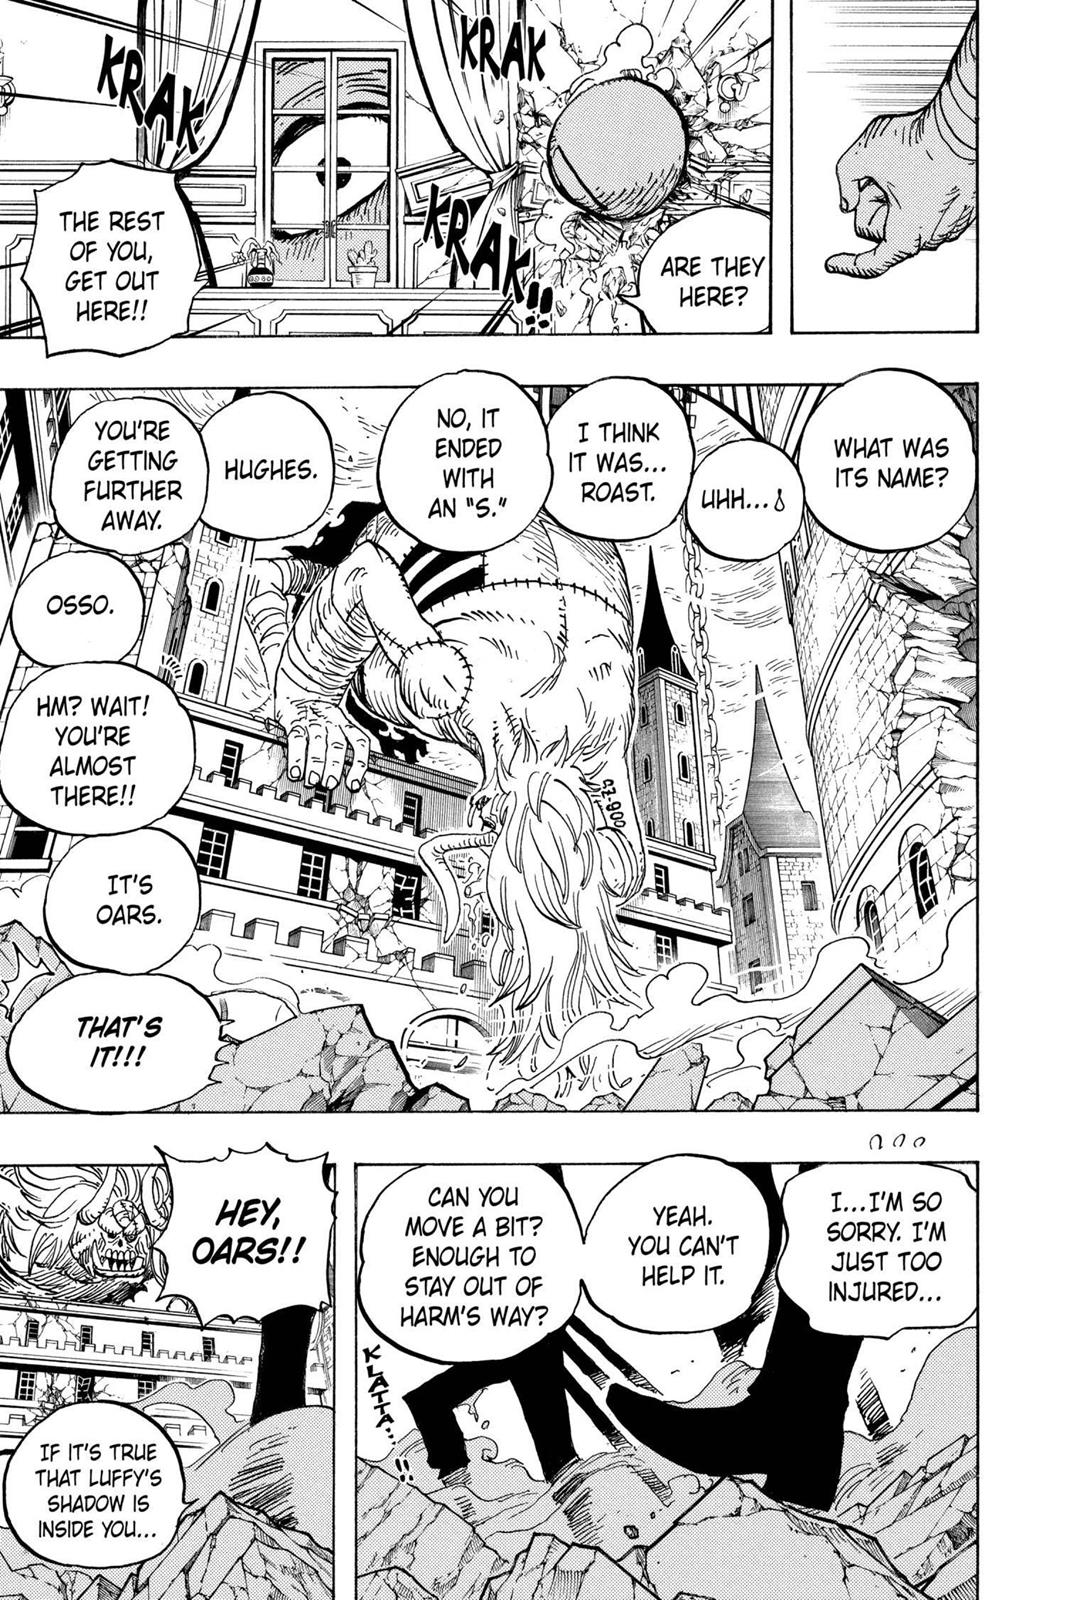 ARE THEY
HERE?
KRAK
KRAK
KRAK
KRAK
KRAK!!
THE REST
OF YOU,
GET OUT
HERE!!
WHAT WAS
ITS NAME?
UHH...
I THINK
IT WAS...
ROAST.
NO, IT
ENDED
WITH
AN "S."
HUGHES.
YOU'RE
GETTING
FURTHER
AWAY.
OSSO.
HM? WAIT!
YOU'RE
ALMOST
THERE!!
IT'S
OARS.
THAT'S
IT!!!
I...I'M SO
SORRY. I'M
JUST TOO
INJURED...
YEAH.
YOU CAN'T
HELP IT.
CAN YOU
MOVE A BIT?
ENOUGH TO
STAY OUT OF
HARM'S WAY?
KLATTA...!!
HEY,
OARS!!
IF IT'S TRUE
THAT LUFFY'S
SHADOW IS
INSIDE YOU...